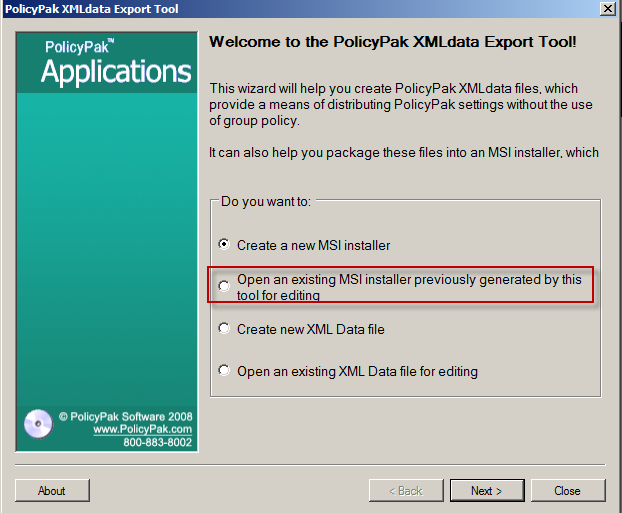 PolicyPak XMLdata Export Tool
PolicyPak™
Applications
Welcome to the PolicyPak XMLdata Export Tool!
This wizard will help you create PolicyPak XMLdata files, which
provide a means of distributing PolicyPak settings without the use
of group policy.
It can also help you package these files into an MSI installer, which
Do you want to:
Create a new MSI installer
Open an existing MSI installer previously generated by this
tool for editing
Create new XML Data file
Open an existing XML Data file for editing
© PolicyPak Software 2008
www.PolicyPak.com
800-883-8002
About
< Back
Next >
Close